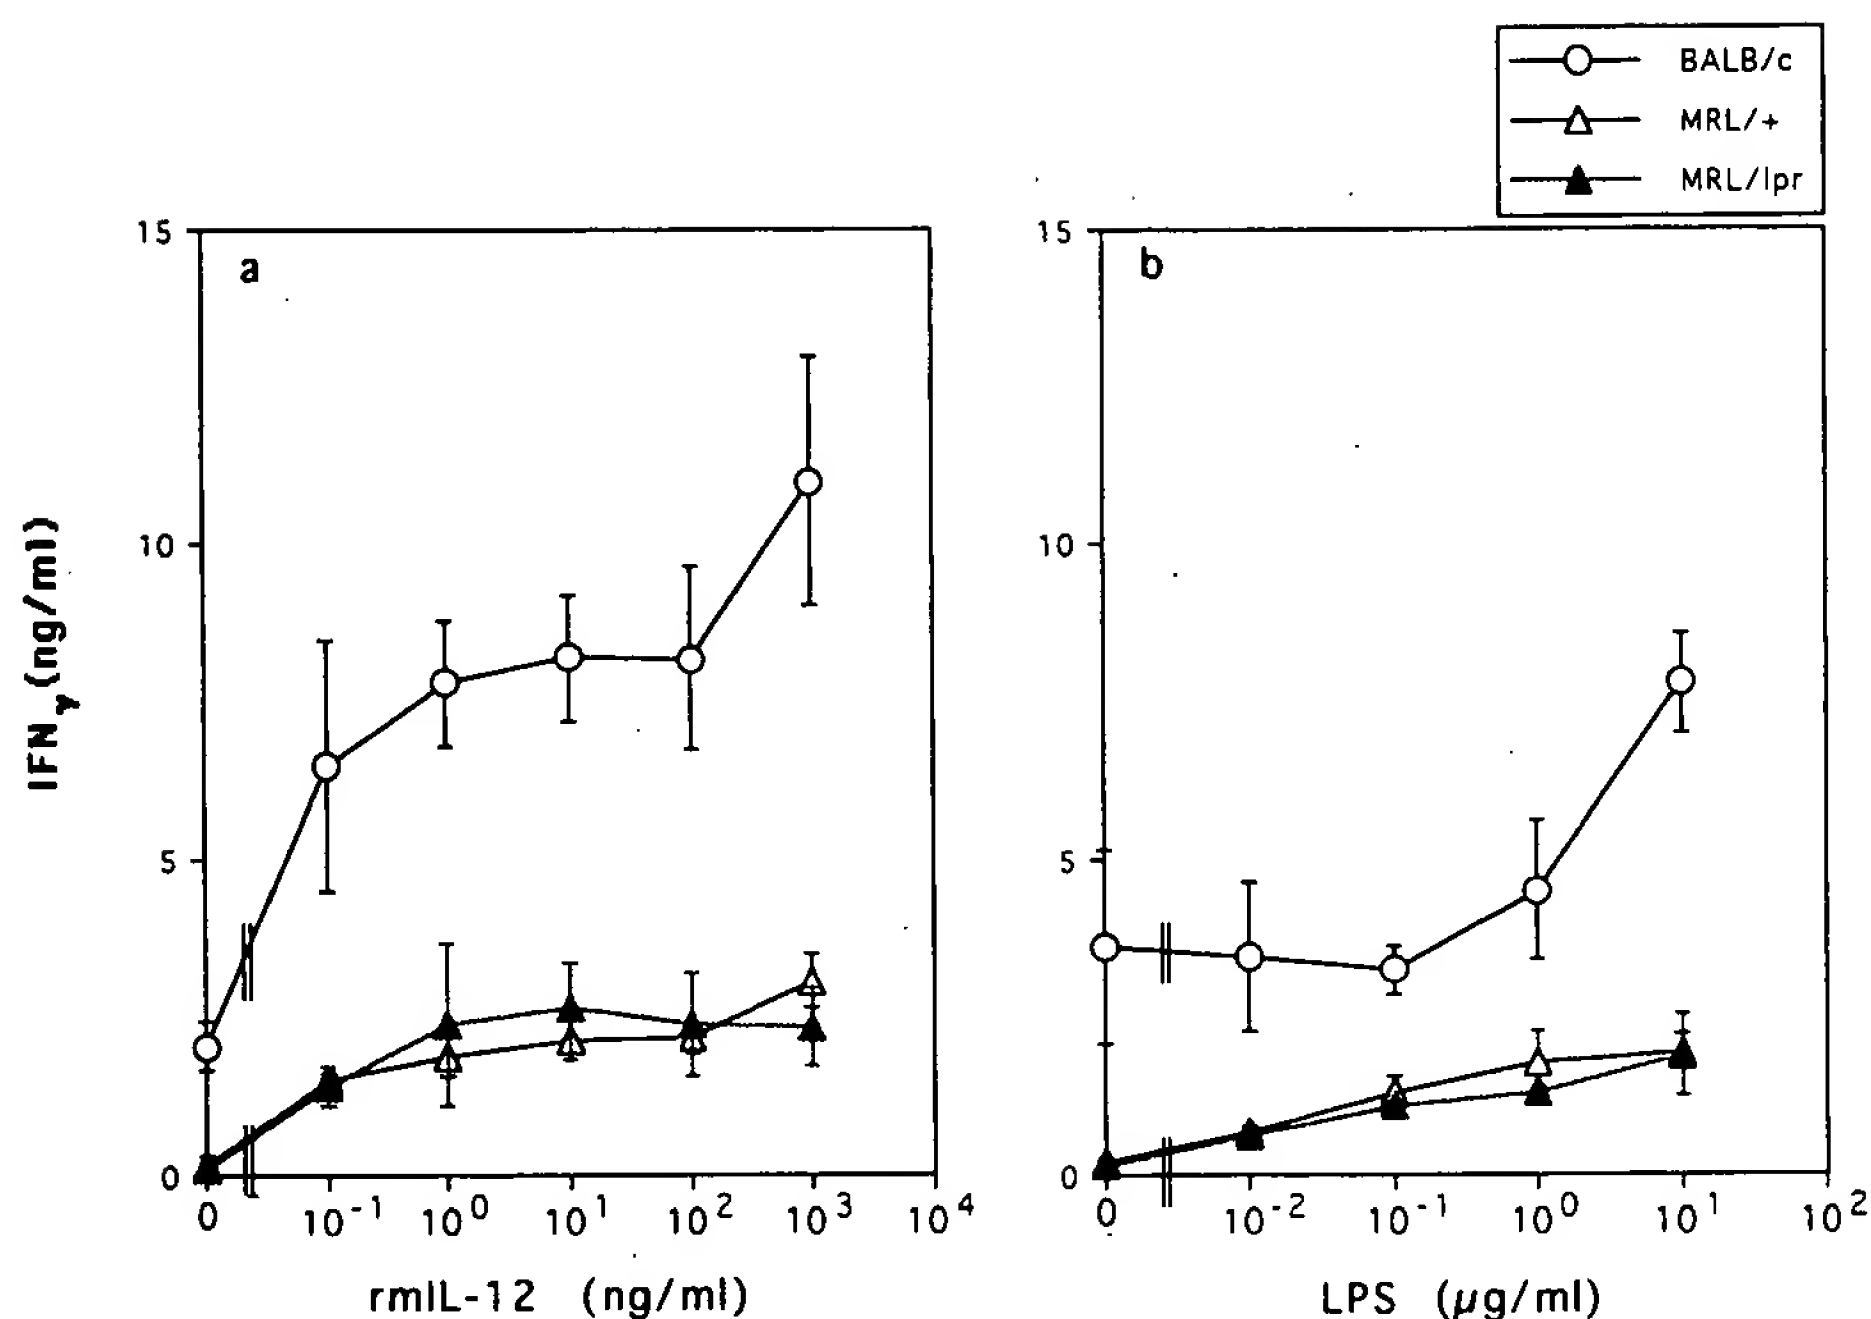 BALB/c
MRL/+
MRL/lpr
a
b
15
10
5
0
15
10
5
0
IFNγ (ng/ml)
0 10⁻¹ 10⁰ 10¹ 10² 10³ 10⁴
0 10⁻² 10⁻¹ 10⁰ 10¹ 10²
rmIL-12 (ng/ml)
LPS (μg/ml)